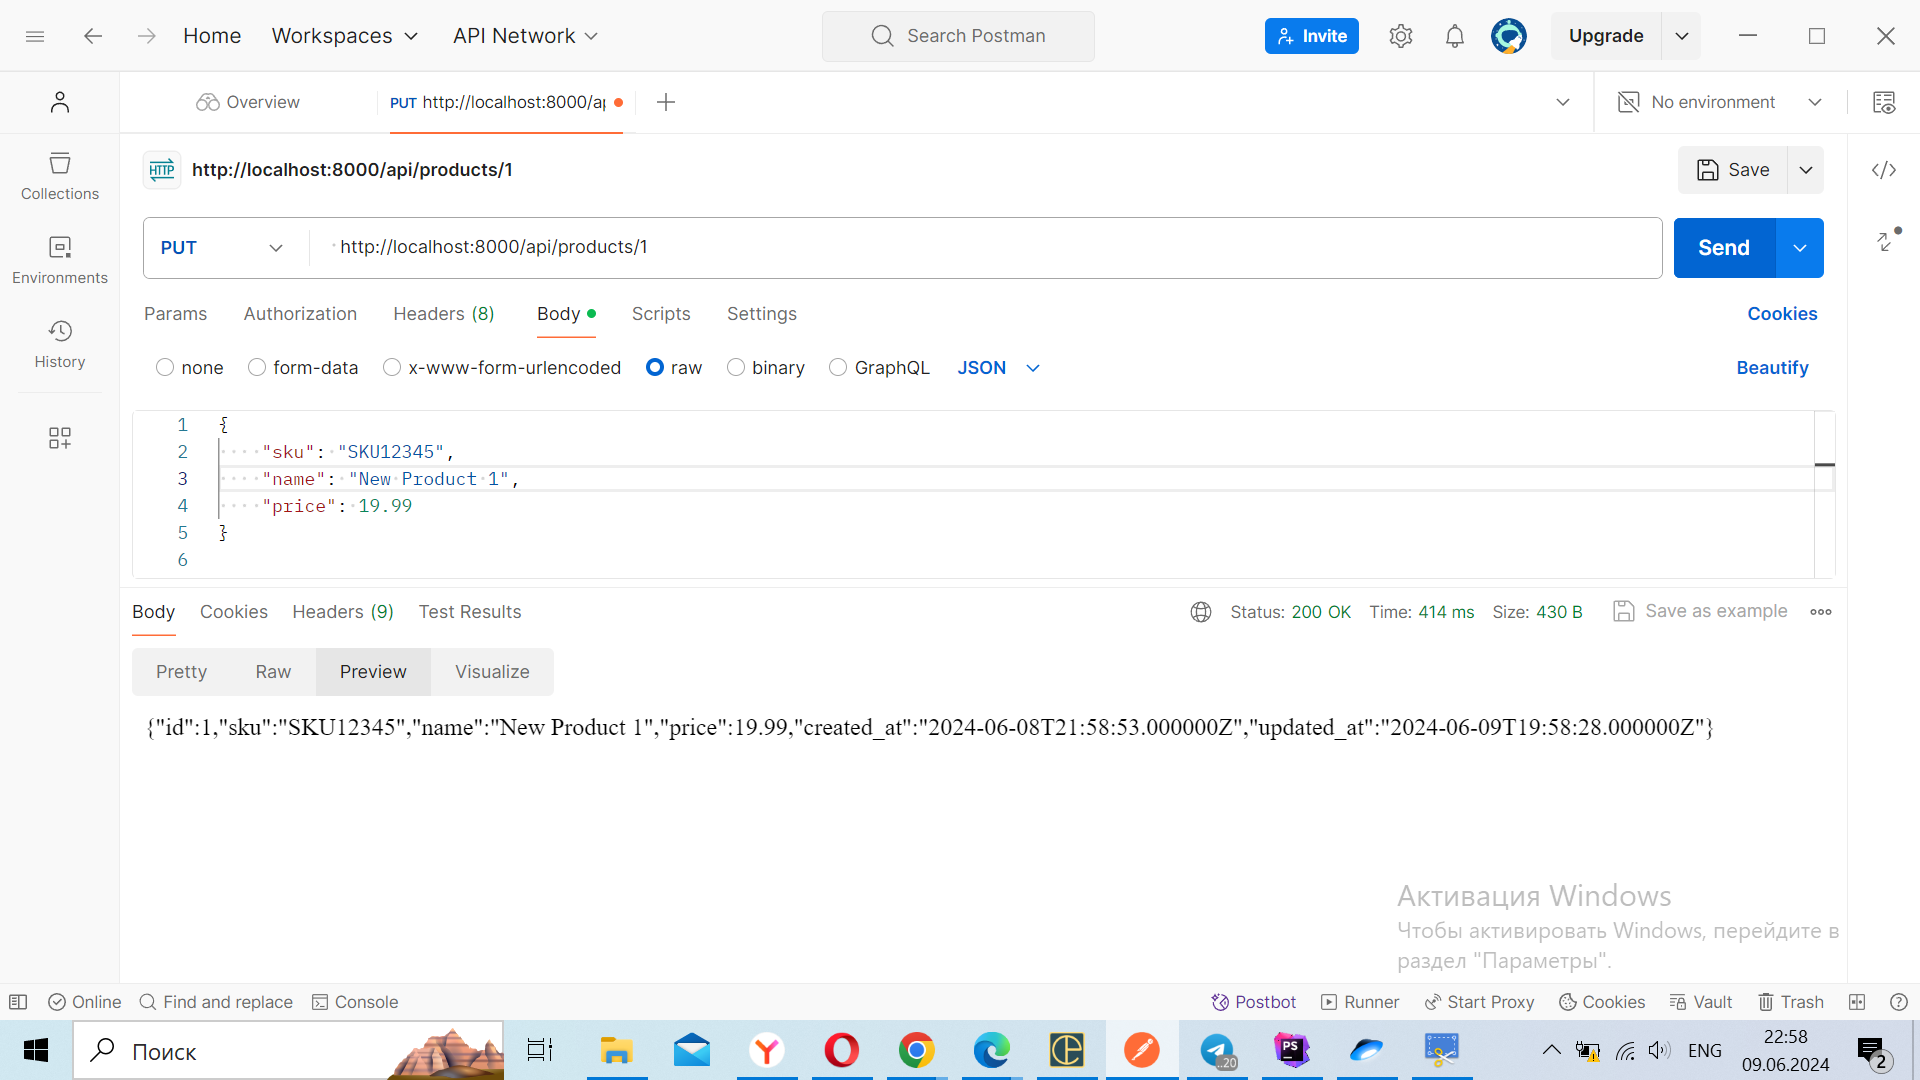 Home Workspaces API Network Search Postman Invite Upgrade
Overview PUT http://localhost:8000/ap No environment
HTTP http://localhost:8000/api/products/1 Save
Collections
PUT http://localhost:8000/api/products/1 Send
Environments
Params Authorization Headers (8) Body Scripts Settings Cookies
History
none form-data x-www-form-urlencoded raw binary GraphQL JSON Beautify
1 {
2 "sku": "SKU12345",
3 "name": "New Product 1",
4 "price": 19.99
5 }
6
Body Cookies Headers (9) Test Results Status: 200 OK Time: 414 ms Size: 430 B Save as example
Pretty Raw Preview Visualize
{"id":1,"sku":"SKU12345","name":"New Product 1","price":19.99,"created_at":"2024-06-08T21:58:53.000000Z","updated_at":"2024-06-09T19:58:28.000000Z"}
Активация Windows
Чтобы активировать Windows, перейдите в
раздел "Параметры".
Online Find and replace Console Postbot Runner Start Proxy Cookies Vault Trash
Поиск PS ..20 ENG 22:58
09.06.2024 2